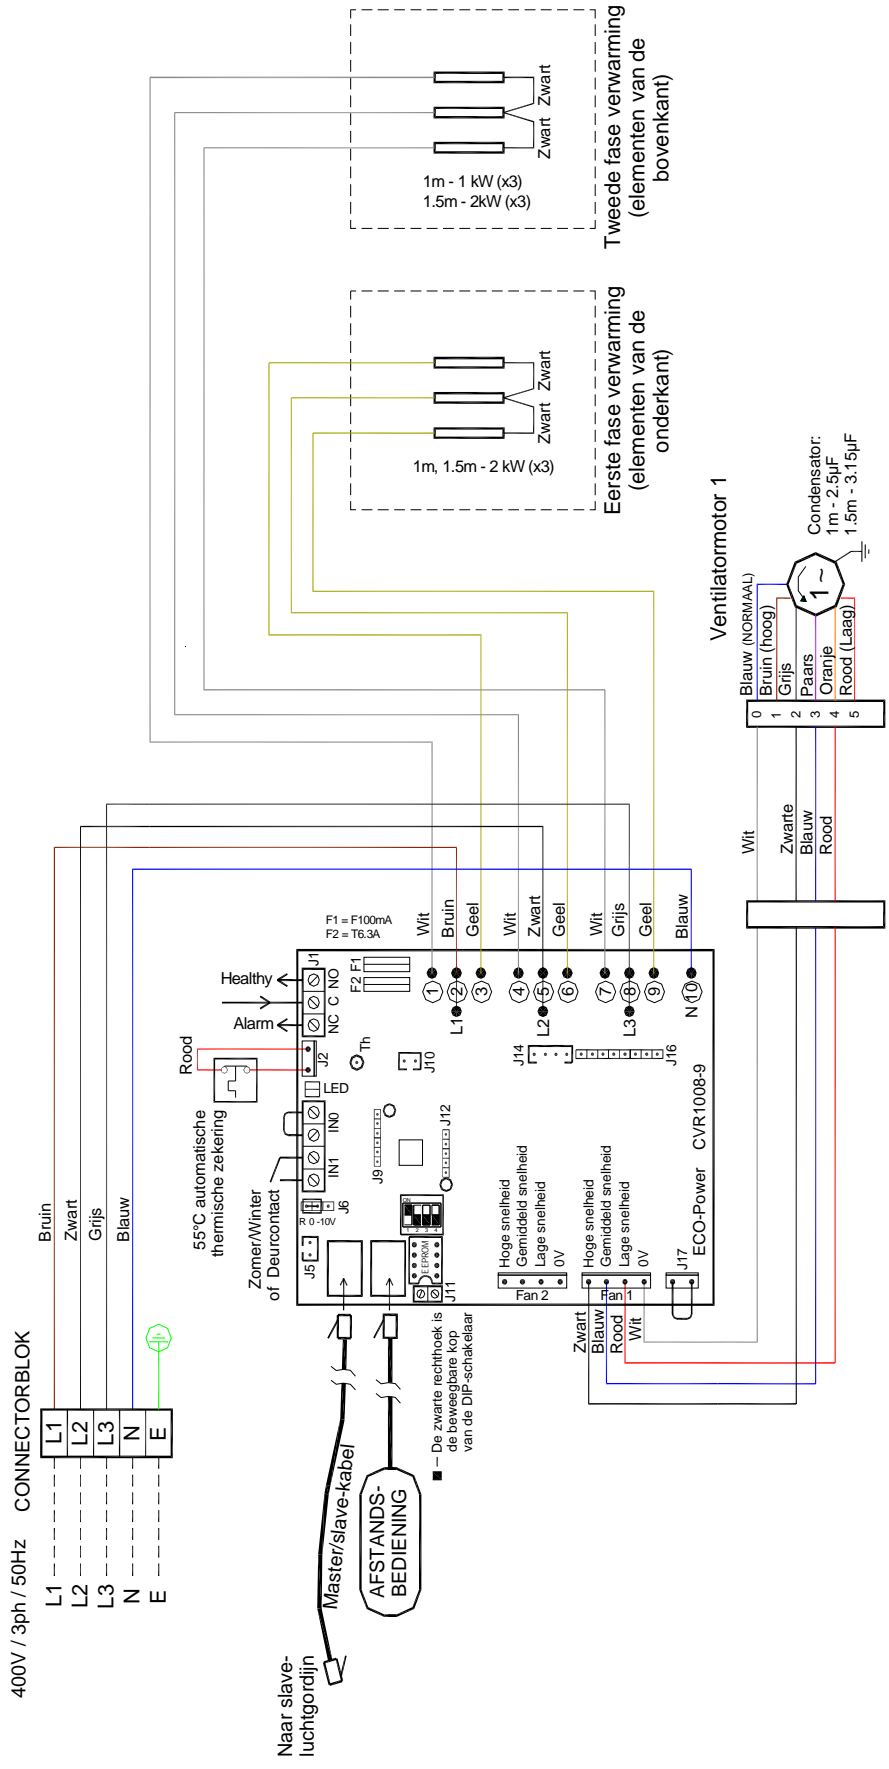 400V / 3ph / 50Hz CONNECTORBLOK
L1
L2
L3
N
E
L1
L2
L3
N
E
Bruin
Zwart
Grijs
Blauw
Naar slave-
luchtgordijn
Master/slave-kabel
AFSTANDS-
BEDIENING
■ – De zwarte rechthoek is
de beweegbare kop
van de DIP-schakelaar
55°C automatische
thermische zekering
Rood
Zomer/Winter
of Deurcontact
Alarm
Healthy
NC
C
NO
J1
J2
LED
IN0
IN1
J6
R 0 -10V
J5
F1 = F100mA
F2 = T6.3A
F2
F1
Th
J10
J9
J12
ON
1 2 3 4
EEPROM
J11
J14
J16
Wit
Bruin
Geel
Wit
Zwart
Geel
Wit
Grijs
Geel
Blauw
1
2
3
4
5
6
7
8
9
N 10
L1
L2
L3
Hoge snelheid
Gemiddeld snelheid
Lage snelheid
0V
Fan 2
Hoge snelheid
Gemiddeld snelheid
Lage snelheid
0V
Fan 1
J17
ECO-Power CVR1008-9
Zwart
Blauw
Rood
Wit
Wit
Zwarte
Blauw
Rood
0
1
2
3
4
5
Blauw (NORMAAL)
Bruin (hoog)
Grijs
Paars
Oranje
Rood (Laag)
Ventilatormotor 1
1 ~
Condensator:
1m - 2.5µF
1.5m - 3.15µF
Zwart
Zwart
1m, 1.5m - 2 kW (x3)
Eerste fase verwarming
(elementen van de
onderkant)
Zwart
Zwart
1m - 1 kW (x3)
1.5m - 2kW (x3)
Tweede fase verwarming
(elementen van de
bovenkant)